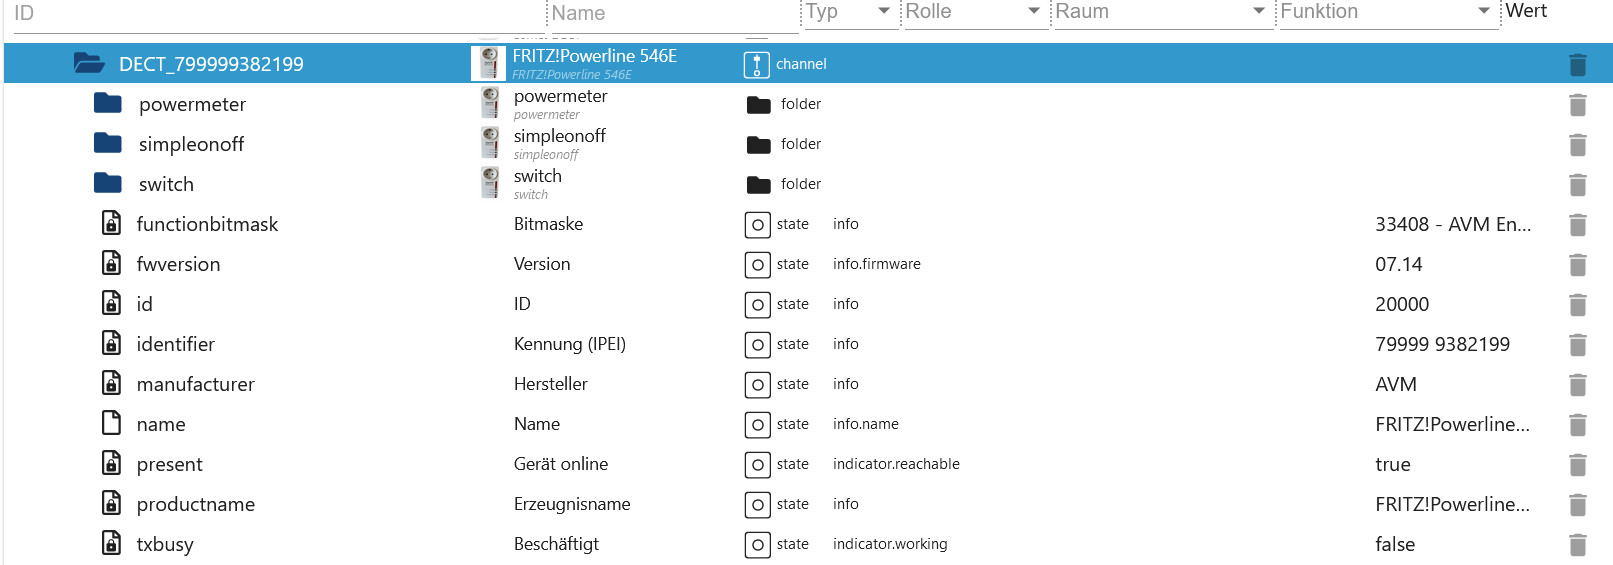 ID Name Typ Rolle Raum Funktion Wert
DECT_799999382199 FRITZ!Powerline 546E channel
FRITZ!Powerline 546E
powermeter powermeter folder
powermeter
simpleonoff simpleonoff folder
simpleonoff
switch switch folder
switch
functionbitmask Bitmaske state info 33408 - AVM En...
fwversion Version state info.firmware 07.14
id ID state info 20000
identifier Kennung (IPEI) state info 79999 9382199
manufacturer Hersteller state info AVM
name Name state info.name FRITZ!Powerline...
present Gerät online state indicator.reachable true
productname Erzeugnisname state info FRITZ!Powerline...
txbusy Beschäftigt state indicator.working false